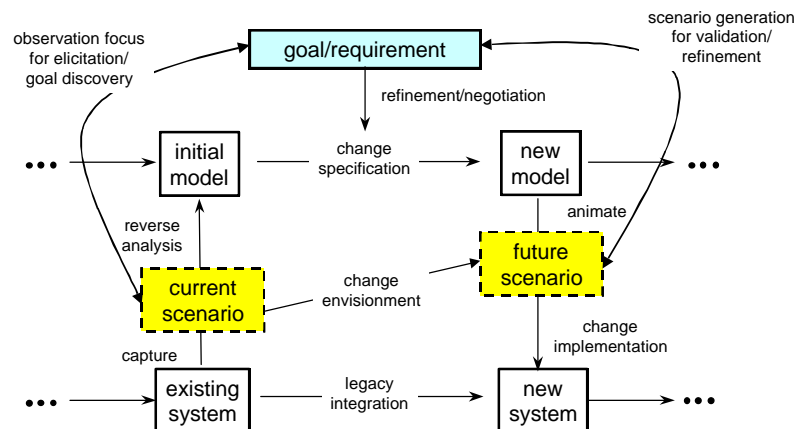 observation focus
for elicitation/
goal discovery
goal/requirement
scenario generation
for validation/
refinement
refinement/negotiation
•••
initial
model
change
specification
new
model
•••
reverse
analysis
animate
current
scenario
change
envisionment
future
scenario
capture
change
implementation
•••
existing
system
legacy
integration
new
system
•••